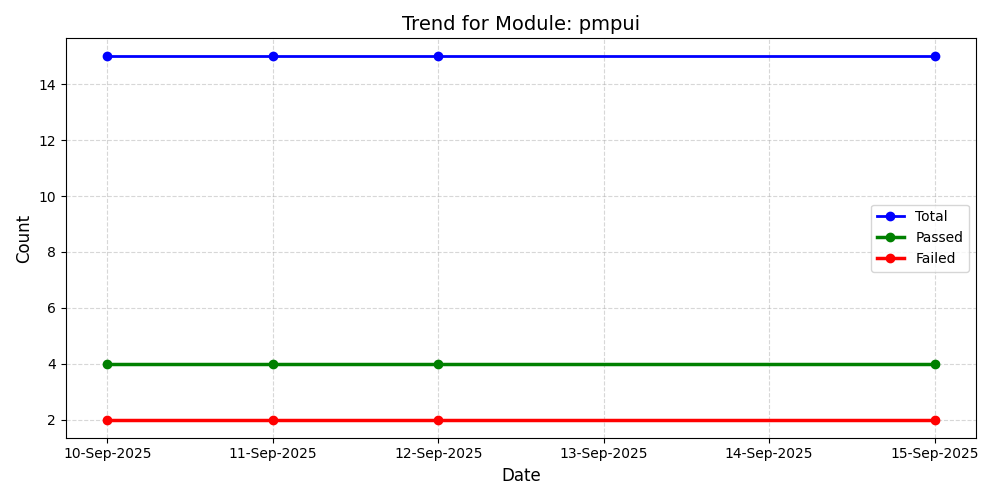 Trend for Module: pmpui
Count
14
12
10
8
6
4
2
Total
Passed
Failed
10-Sep-2025 11-Sep-2025 12-Sep-2025 13-Sep-2025 14-Sep-2025 15-Sep-2025
Date